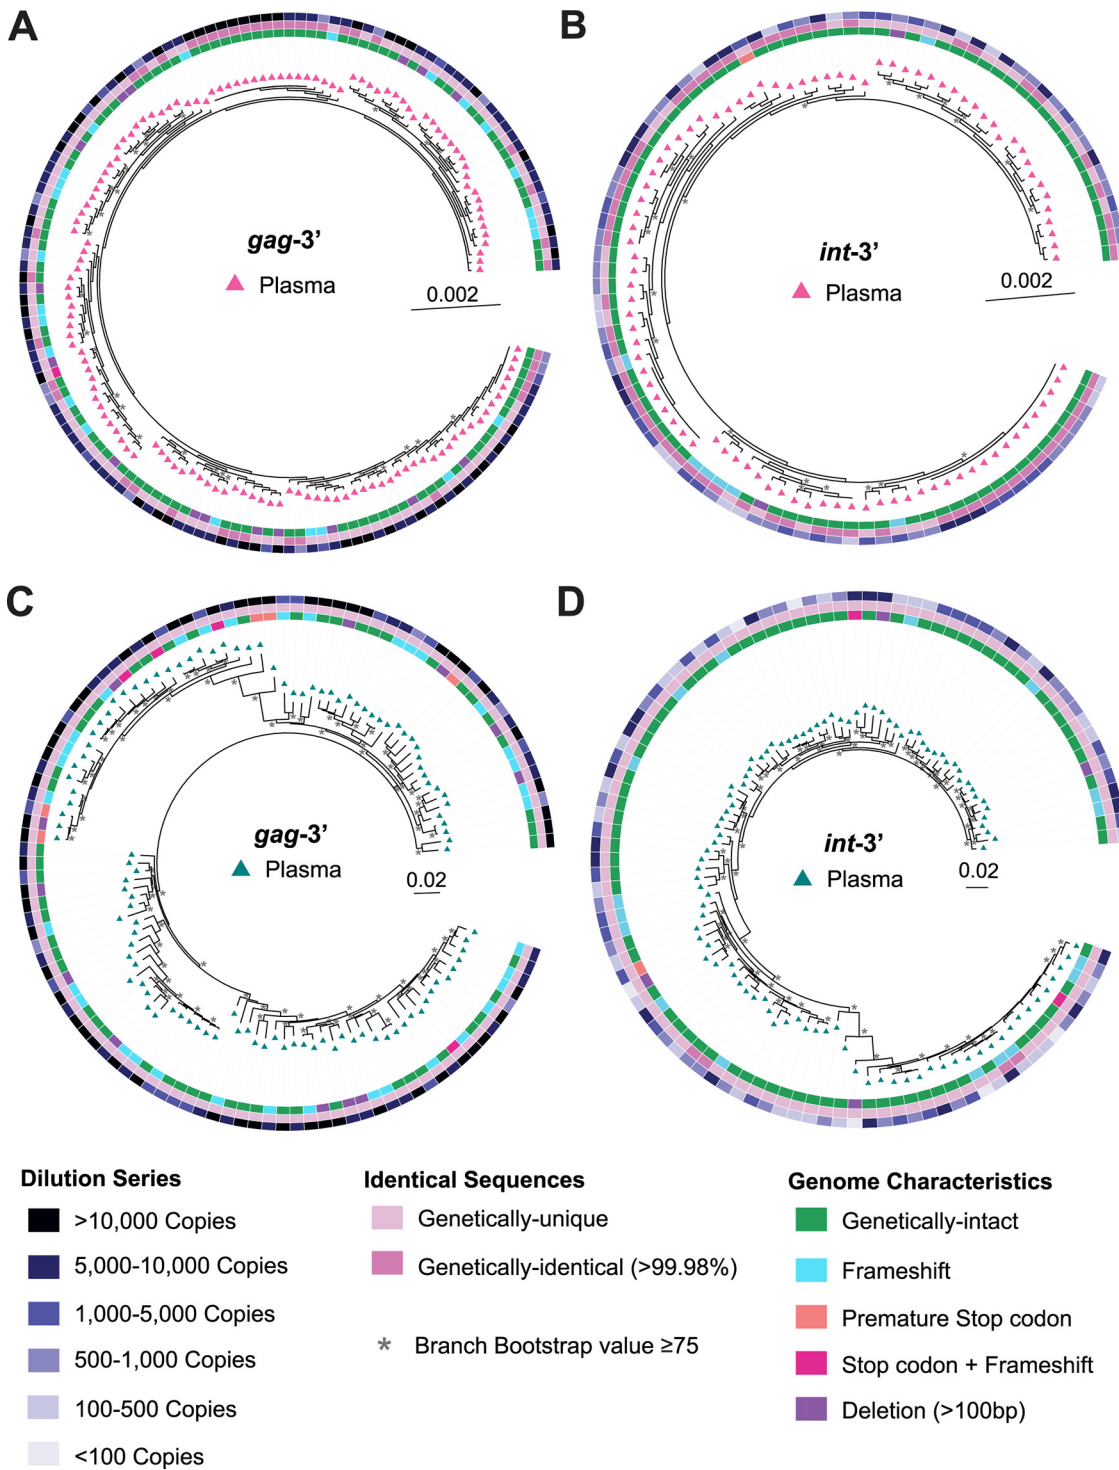 A
B
gag-3’
Plasma
0.002
int-3’
Plasma
0.002
C
D
gag-3’
Plasma
0.02
int-3’
Plasma
0.02
Dilution Series
>10,000 Copies
5,000-10,000 Copies
1,000-5,000 Copies
500-1,000 Copies
100-500 Copies
<100 Copies
Identical Sequences
Genetically-unique
Genetically-identical (>99.98%)
* Branch Bootstrap value ≥75
Genome Characteristics
Genetically-intact
Frameshift
Premature Stop codon
Stop codon + Frameshift
Deletion (>100bp)